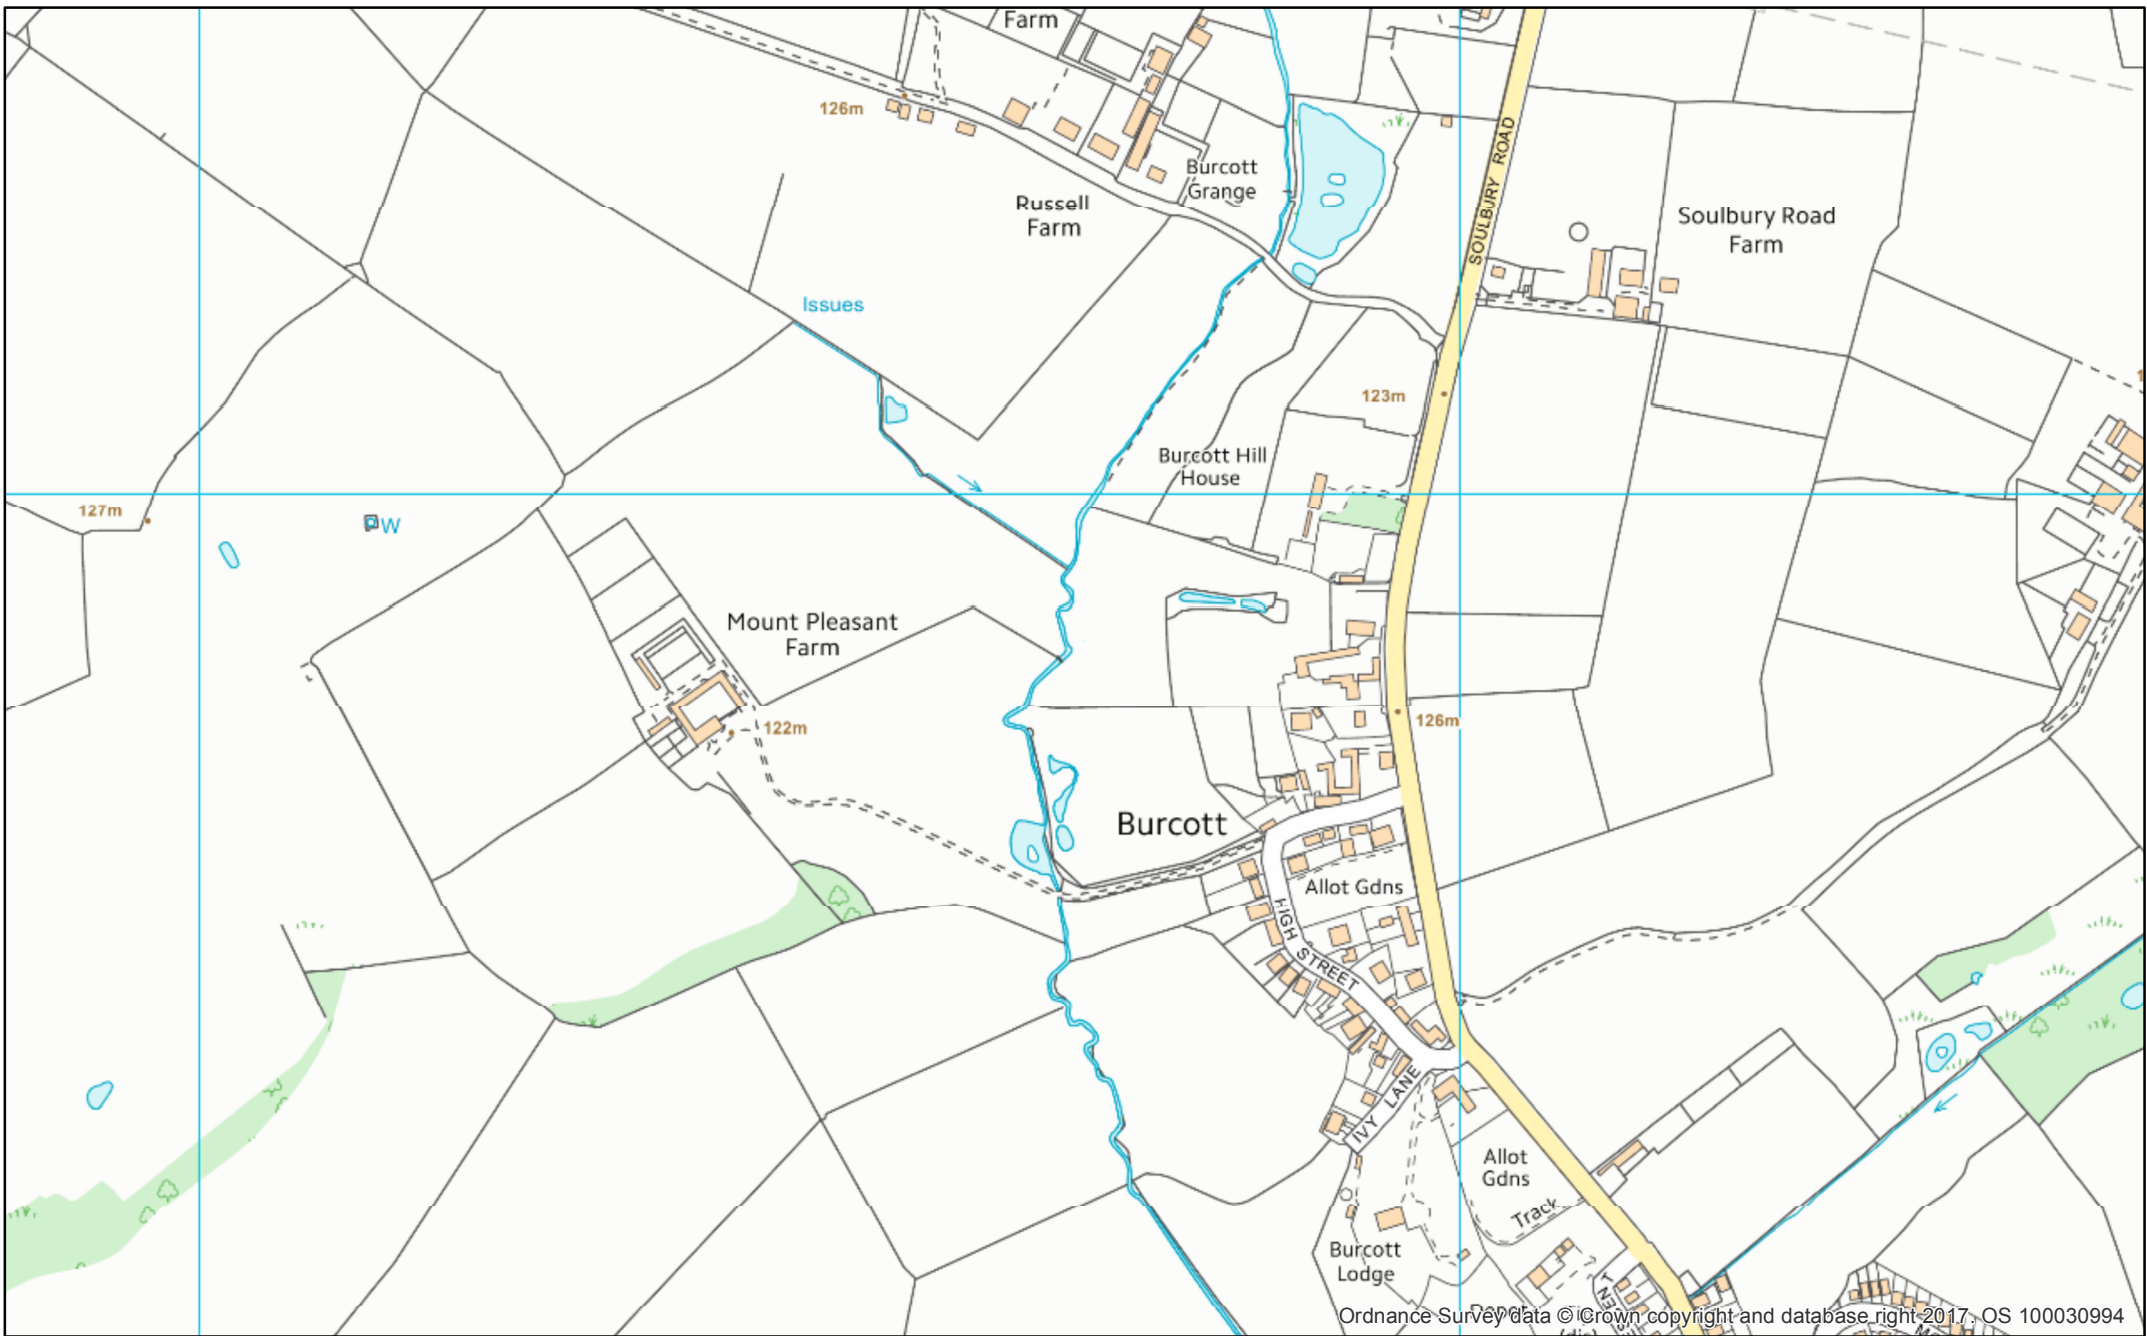 Farm
126m
Burcott
Grange
Russell
Farm
SOULBURY ROAD
Soulbury Road
Farm
Issues
123m
Burcott Hill
House
127m
W
Mount Pleasant
Farm
122m
126m
Burcott
Allot Gdns
HIGH STREET
IVY LANE
Allot
Gdns
Track
Burcott
Lodge
Ordnance Survey data © Crown copyright and database right 2017. OS 100030994